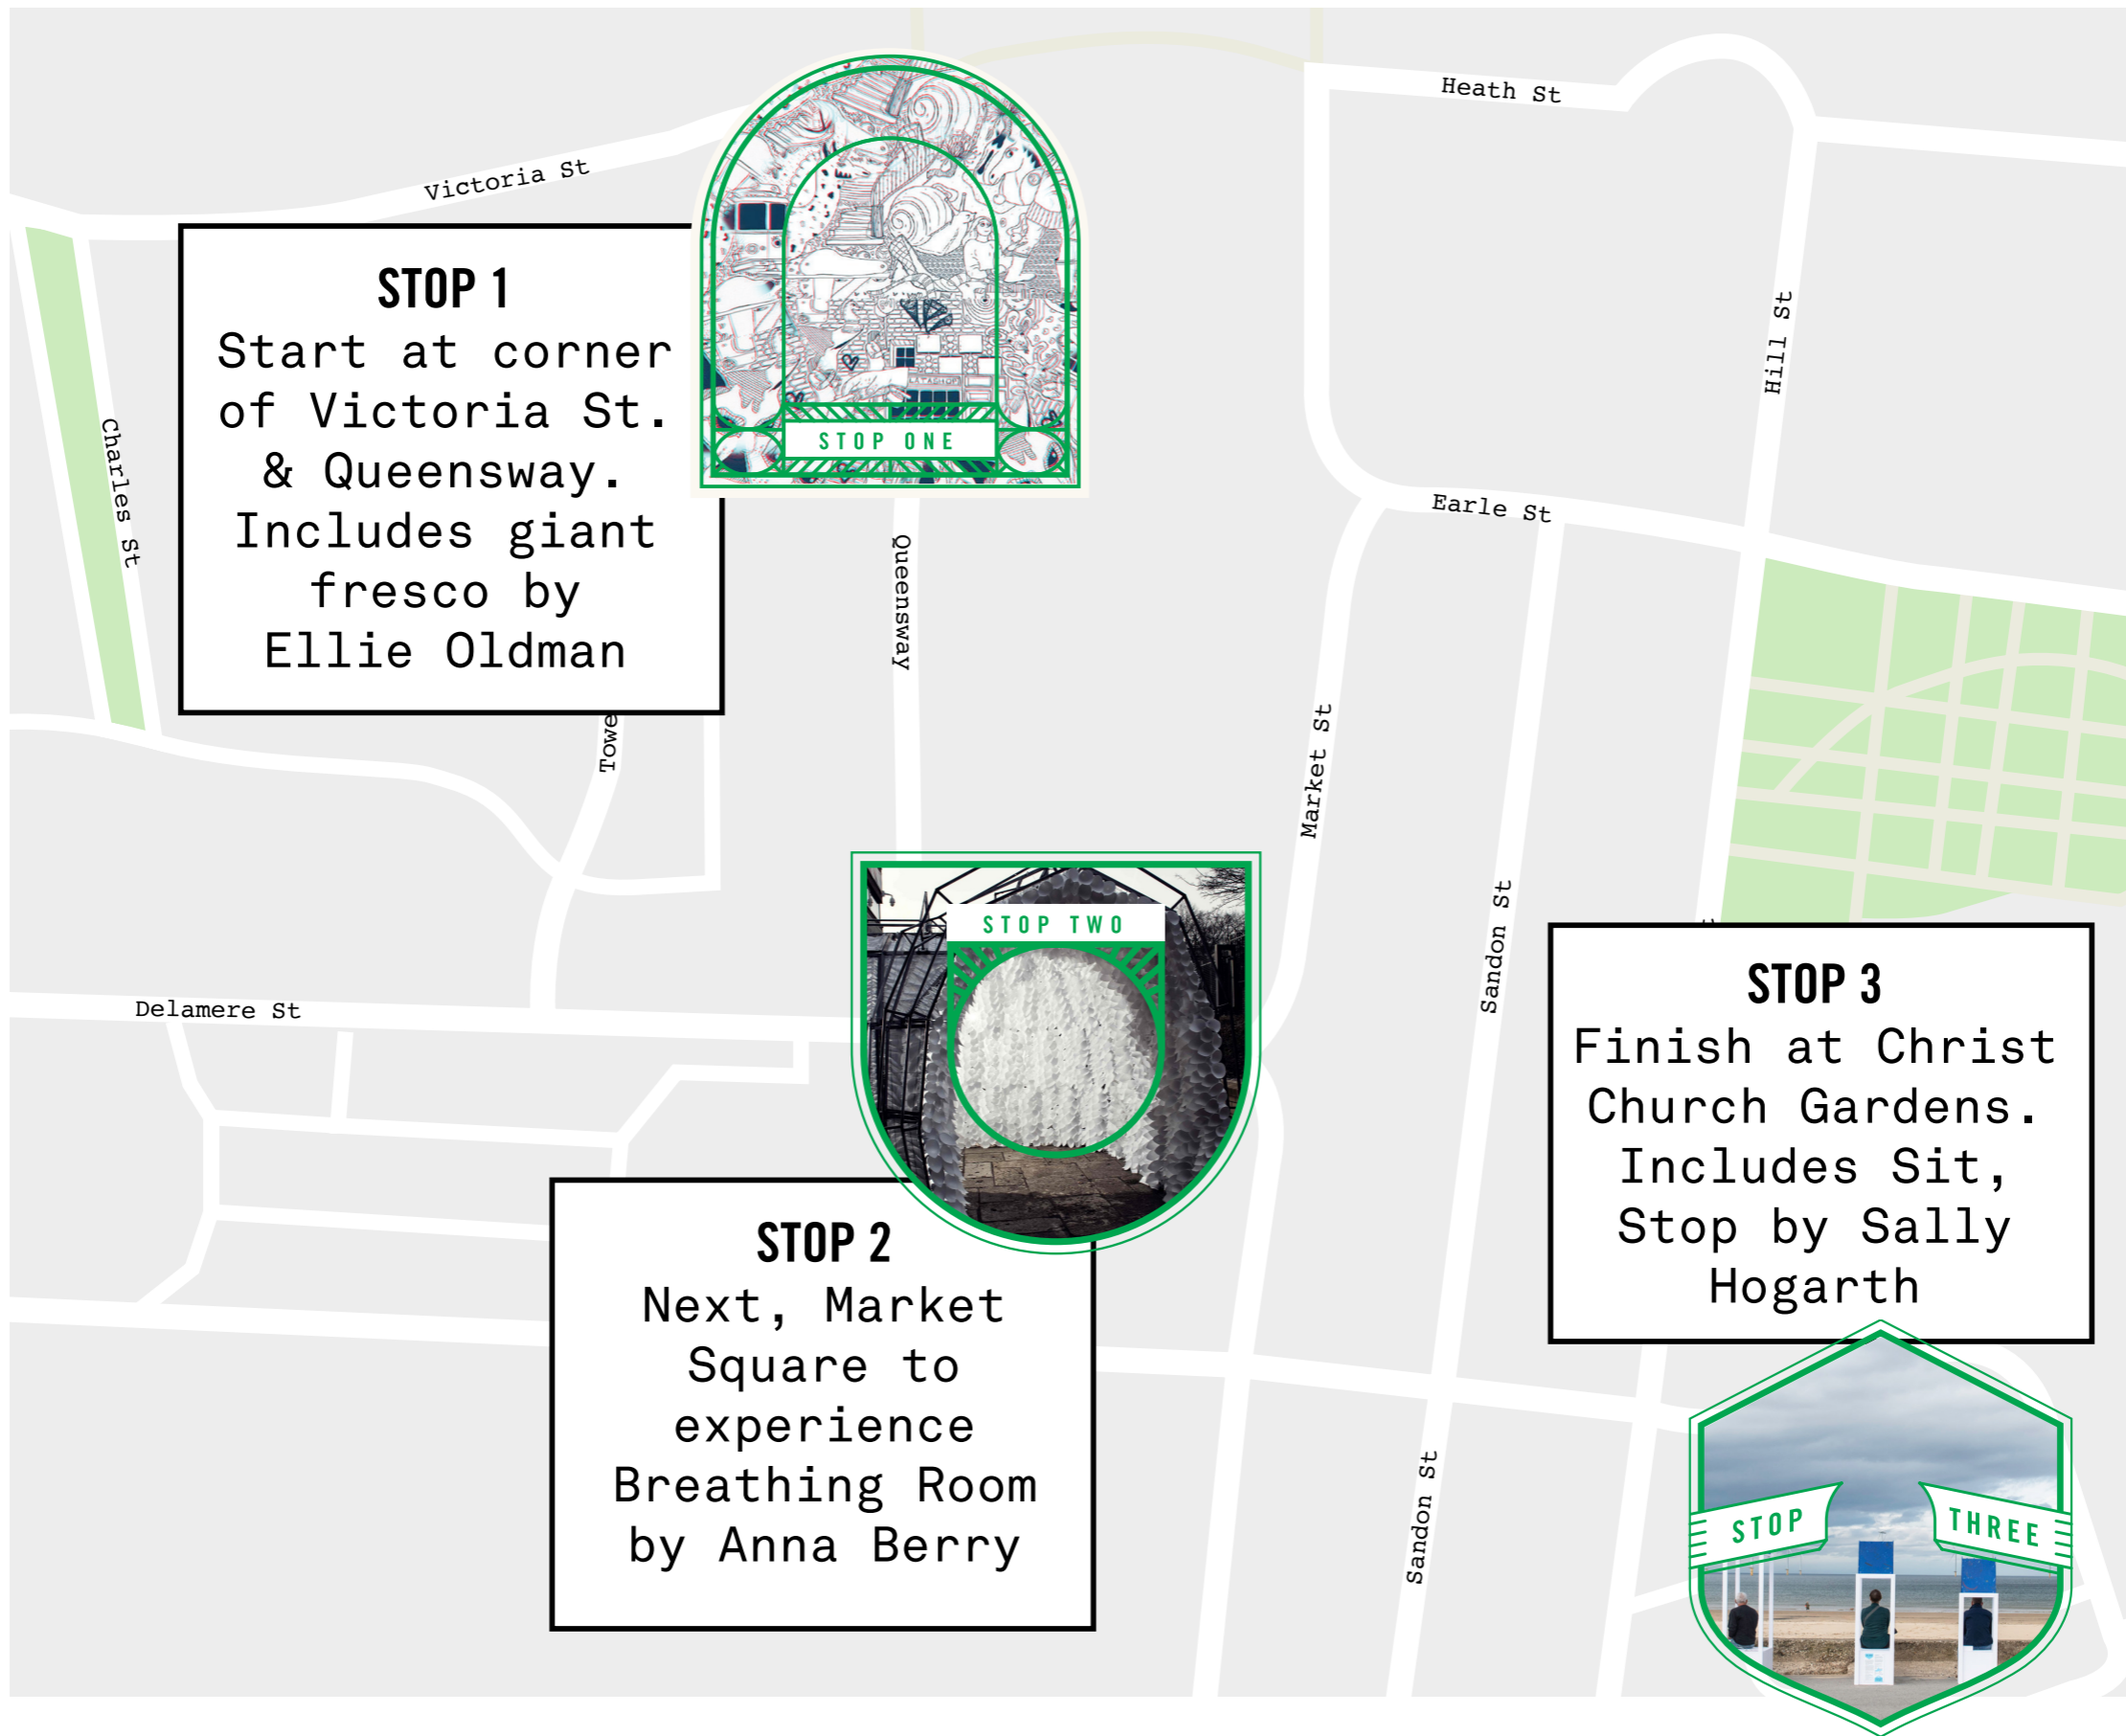 Heath St
Victoria St
STOP 1
Start at corner
of Victoria St.
& Queensway.
Includes giant
fresco by
Ellie Oldman
STOP ONE
Hill St
Charles St
Earle St
Queensway
Towe
Market St
Sandon St
STOP TWO
Delamere St
STOP 3
Finish at Christ
Church Gardens.
Includes Sit,
Stop by Sally
Hogarth
STOP 2
Next, Market
Square to
experience
Breathing Room
by Anna Berry
Sandon St
STOP THREE